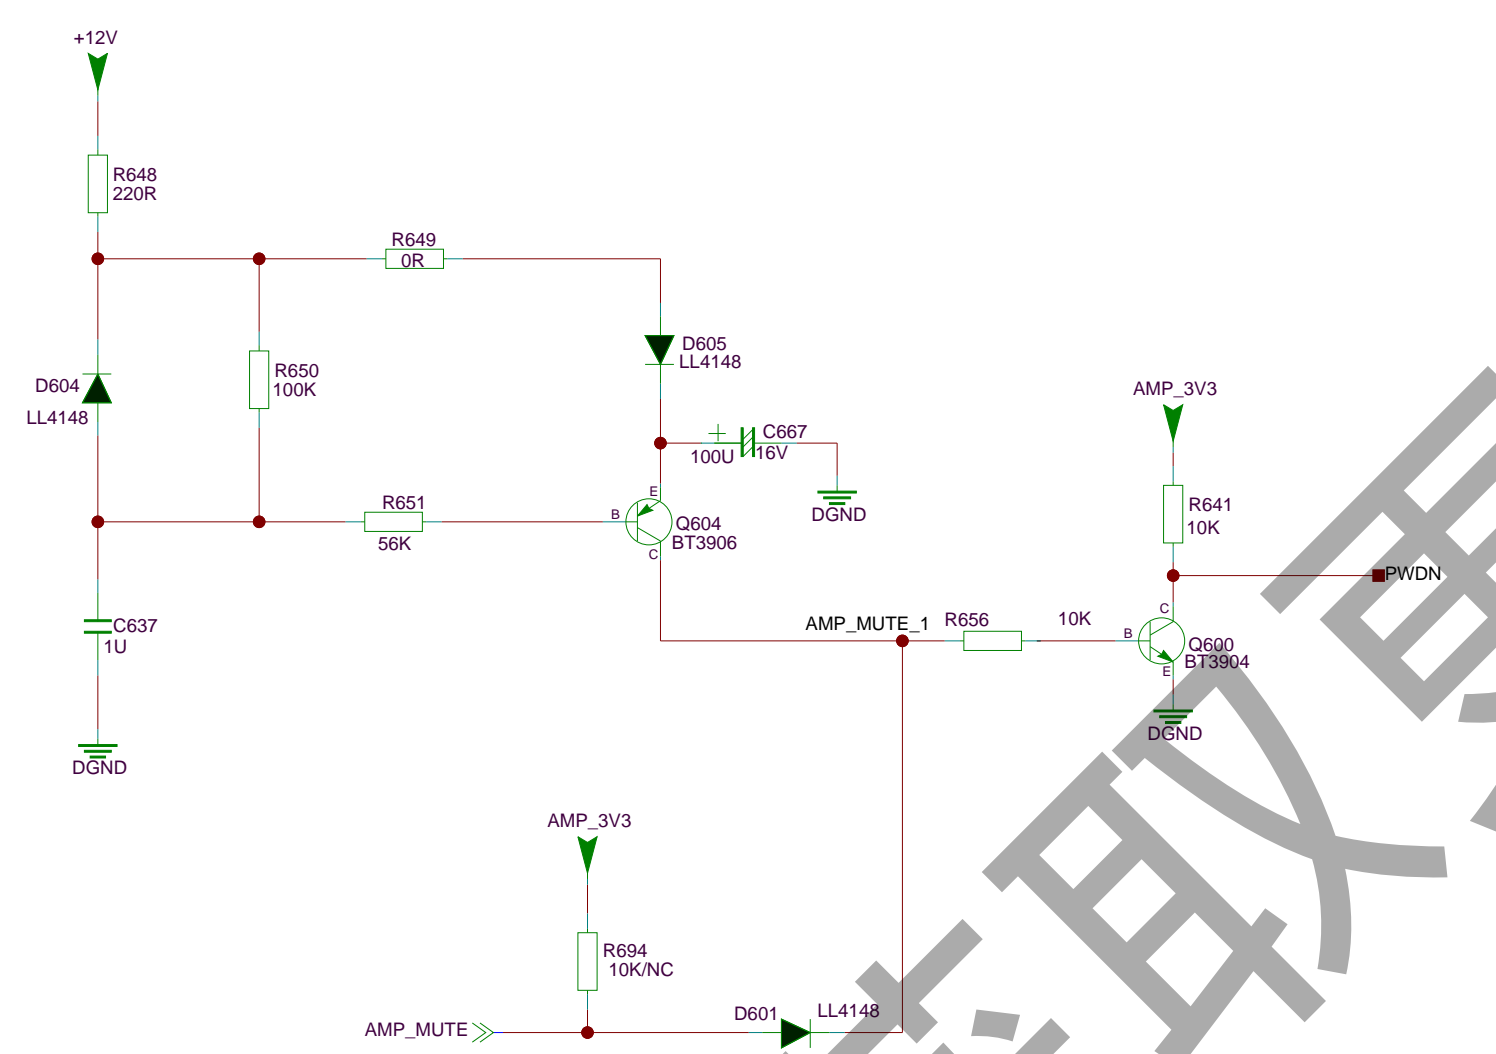 +12V
R648
220R
R649
0R
D605
LL4148
R650
100K
D604
LL4148
AMP_3V3
C667
100U
16V
E
DGND
R651
56K
B
Q604
BT3906
C
R641
10K
PWDN
C637
1U
AMP_MUTE_1
R656
10K
C
B
Q600
BT3904
E
DGND
DGND
AMP_3V3
R694
10K/NC
D601
LL4148
AMP_MUTE
取